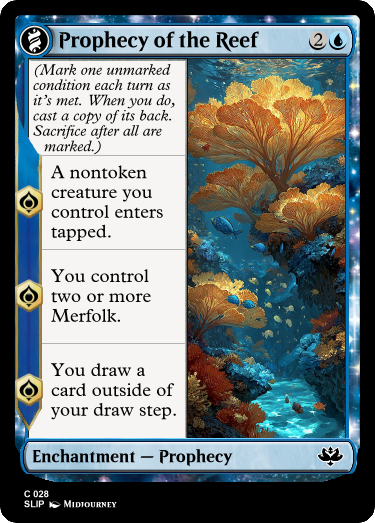 Prophecy of the Reef 2
(Mark one unmarked
condition each turn as
it's met. When you do,
cast a copy of its back.
Sacrifice after all are
marked.)
A nontoken
creature you
control enters
tapped.
You control
two or more
Merfolk.
You draw a
card outside of
your draw step.
Enchantment — Prophecy
C 028
SLIP Midjourney